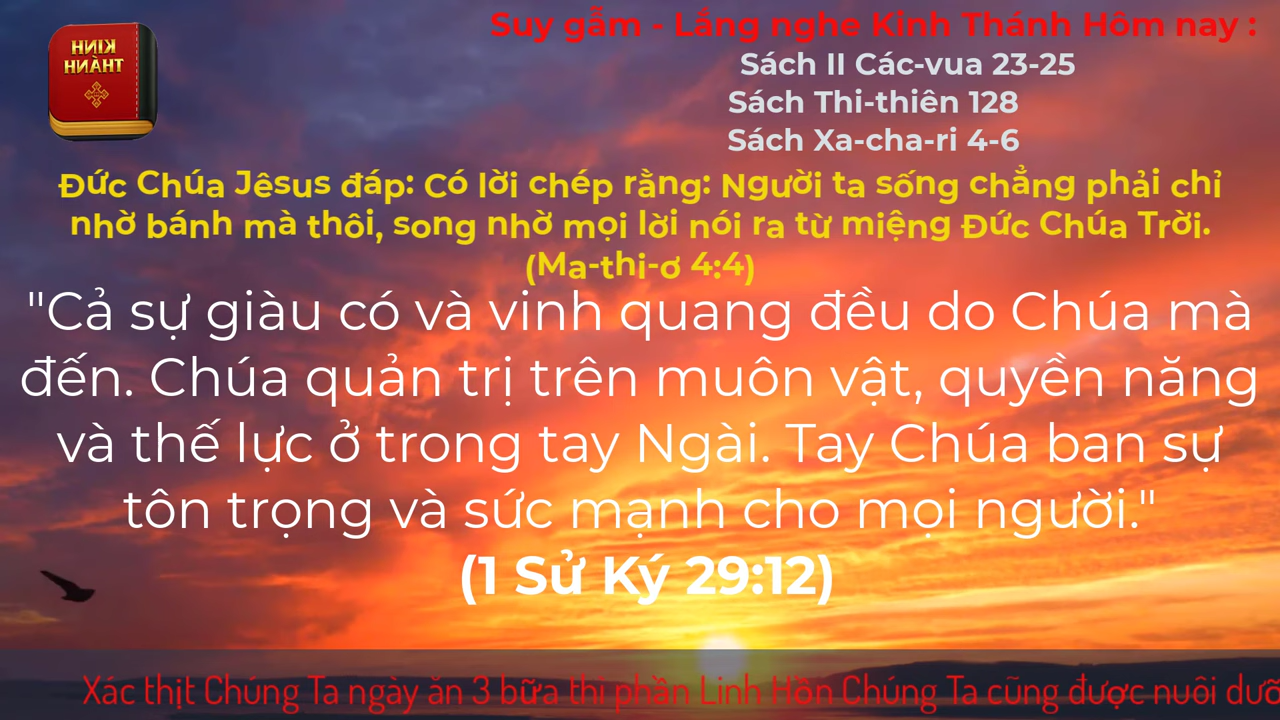 Suy gẫm - Lắng nghe Kinh Thánh Hôm nay :
KINH
THÀNH
Sách II Các-vua 23-25
Sách Thi-thiên 128
Sách Xa-cha-ri 4-6
Đức Chúa Jêsus đáp: Có lời chép rằng: Người ta sống chẳng phải chỉ
nhờ bánh mà thôi, song nhờ mọi lời nói ra từ miệng Đức Chúa Trời.
(Ma-thi-ơ 4:4)
"Cả sự giàu có và vinh quang đều do Chúa mà
đến. Chúa quản trị trên muôn vật, quyền năng
và thế lực ở trong tay Ngài. Tay Chúa ban sự
tôn trọng và sức mạnh cho mọi người."
(1 Sử Ký 29:12)
Xác thịt Chúng Ta ngày ăn 3 bữa thi phần Linh Hồn Chúng Ta cũng được nuôi